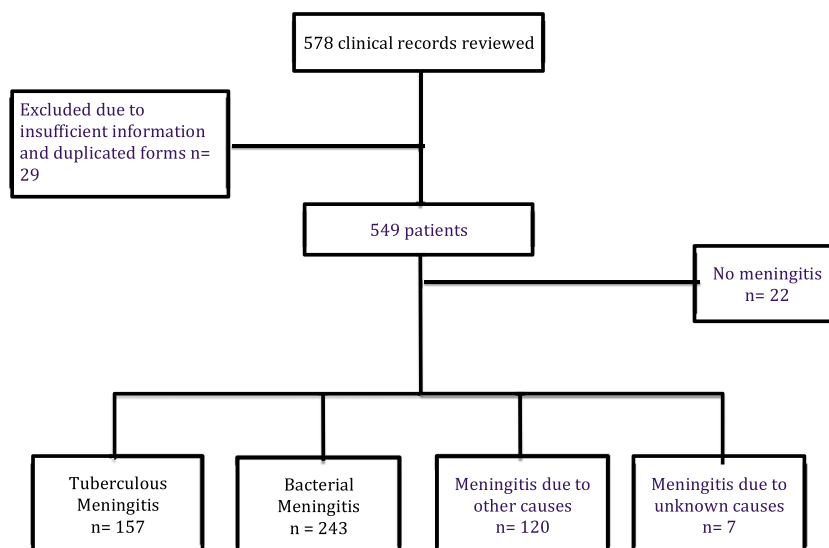 578 clinical records reviewed
Excluded due to
insufficient information
and duplicated forms n=
29
549 patients
No meningitis
n= 22
Tuberculous
Meningitis
n= 157
Bacterial
Meningitis
n = 243
Meningitis due to
other causes
n= 120
Meningitis due to
unknown causes
n= 7